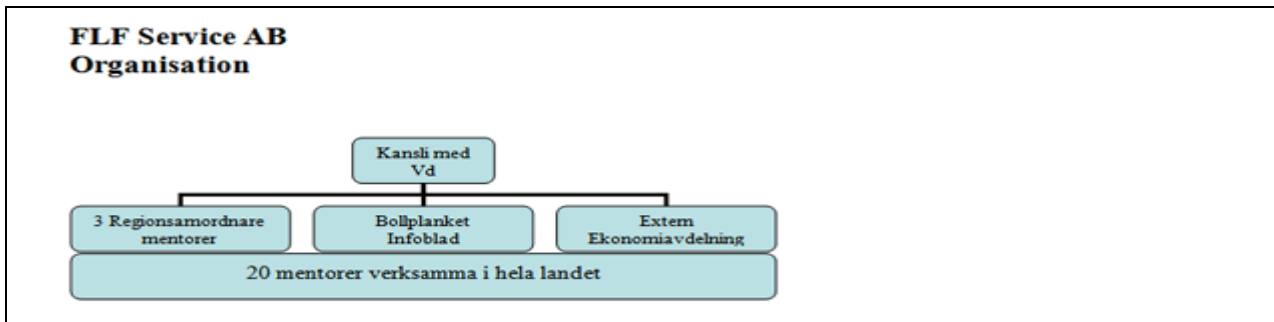 FLF Service AB
Organisation
Kansli med
Vd
3 Regionsamordnare
mentorer
Bollplanket
Infoblad
Extern
Ekonomiavdelning
20 mentorer verksamma i hela landet